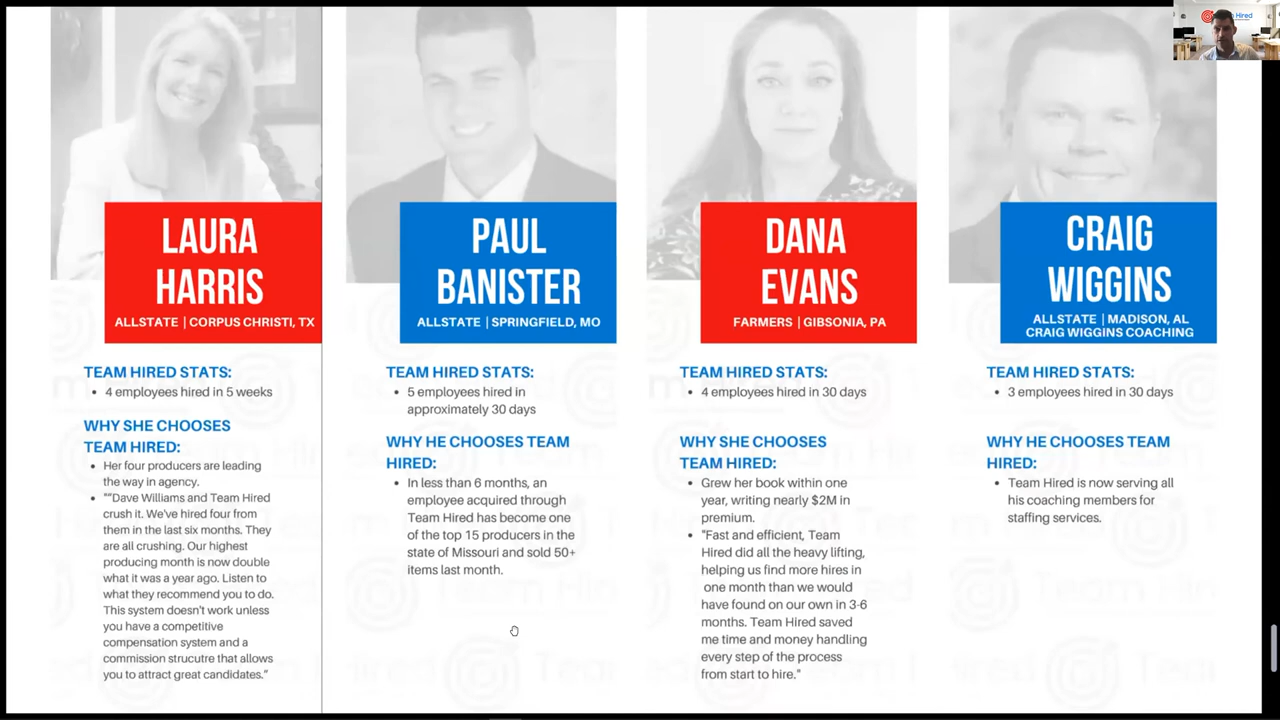 LAURA
HARRIS
ALLSTATE | CORPUS CHRISTI, TX
TEAM HIRED STATS:
• 4 employees hired in 5 weeks
WHY SHE CHOOSES
TEAM HIRED:
• Her four producers are leading
the way in agency.
• ""Dave Williams and Team Hired
crush it. We've hired four from
them in the last six months. They
are all crushing. Our highest
producing month is now double
what it was a year ago. Listen to
what they recommend you to do.
This system doesn't work unless
you have a competitive
compensation system and a
commission strucutre that allows
you to attract great candidates."
PAUL
BANISTER
ALLSTATE | SPRINGFIELD, MO
TEAM HIRED STATS:
• 5 employees hired in
approximately 30 days
WHY HE CHOOSES TEAM
HIRED:
• In less than 6 months, an
employee acquired through
Team Hired has become one
of the top 15 producers in the
state of Missouri and sold 50+
items last month.
DANA
EVANS
FARMERS | GIBSONIA, PA
TEAM HIRED STATS:
• 4 employees hired in 30 days
WHY SHE CHOOSES
TEAM HIRED:
• Grew her book within one
year, writing nearly $2M in
premium.
• "Fast and efficient, Team
Hired did all the heavy lifting,
helping us find more hires in
one month than we would
have found on our own in 3-6
months. Team Hired saved
me time and money handling
every step of the process
from start to hire."
CRAIG
WIGGINS
ALLSTATE | MADISON, AL
CRAIG WIGGINS COACHING
TEAM HIRED STATS:
• 3 employees hired in 30 days
WHY HE CHOOSES TEAM
HIRED:
• Team Hired is now serving all
his coaching members for
staffing services.
Hired